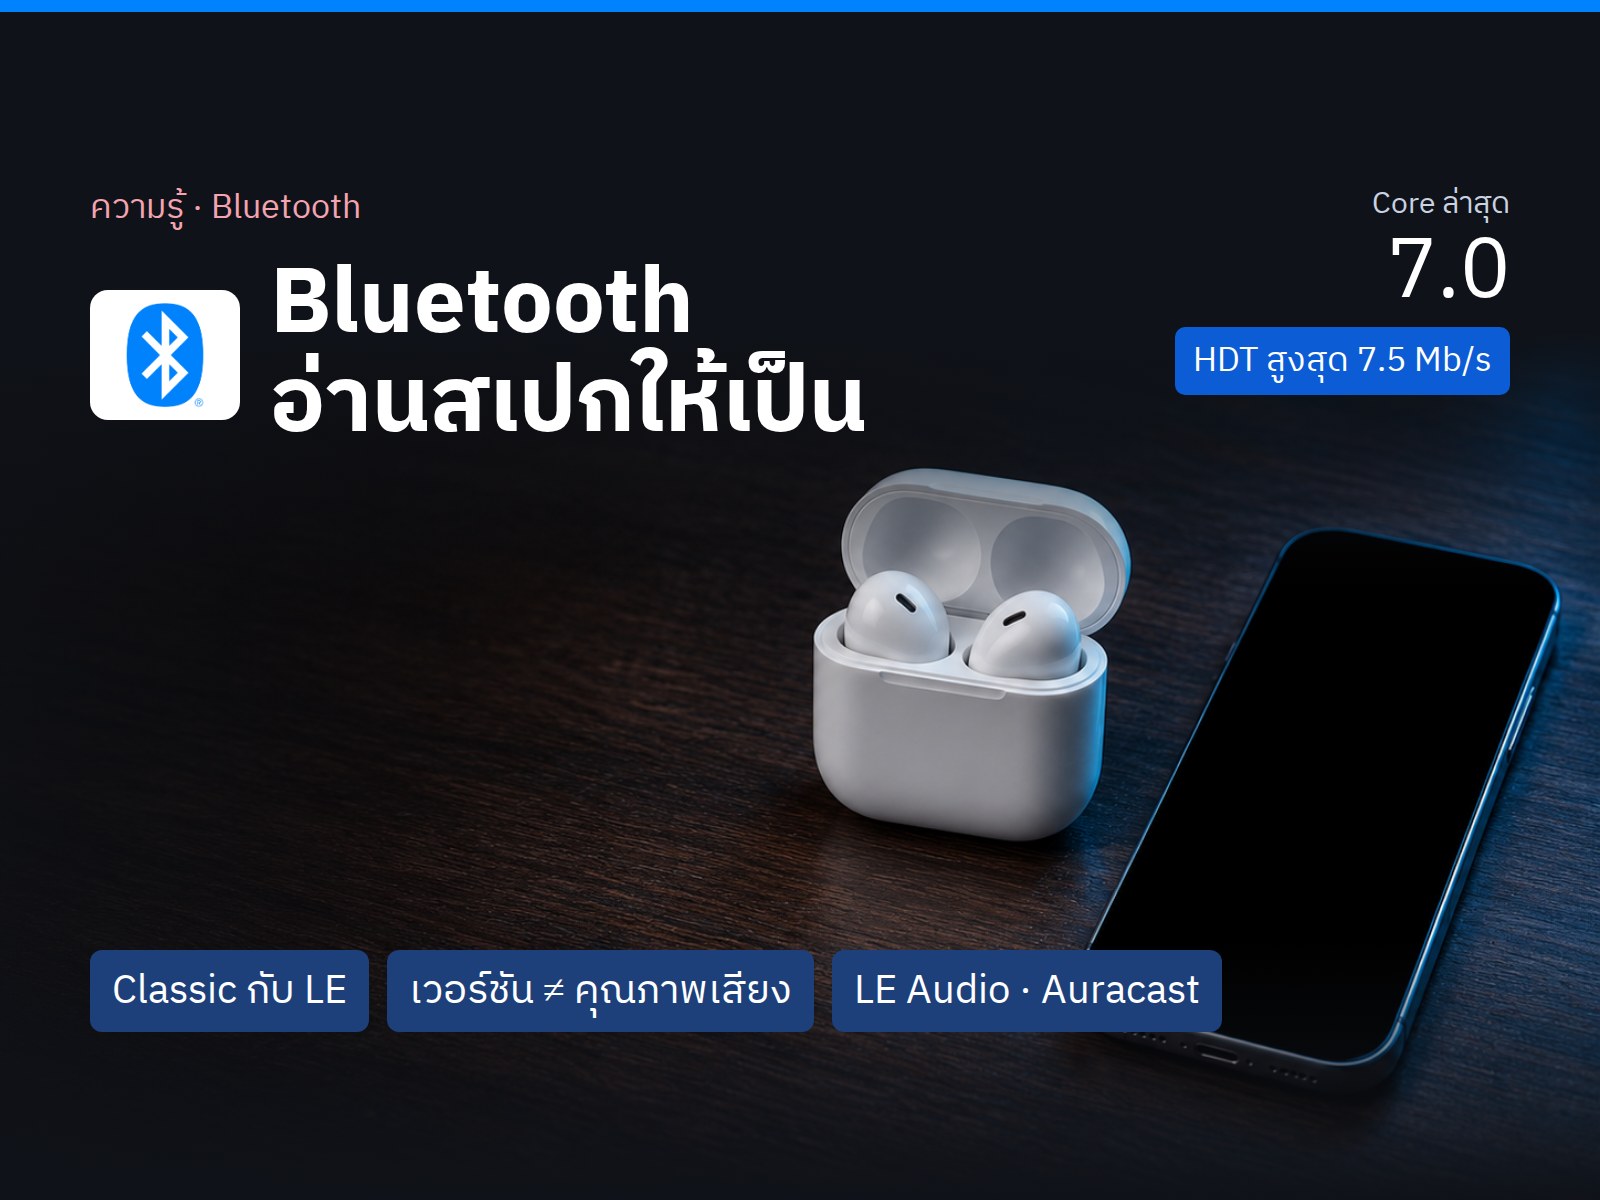 ความรู้ · Bluetooth
Bluetooth
อ่านสเปกให้เป็น
®
Core ล่าสุด
7.0
HDT สูงสุด 7.5 Mb/s
Classic กับ LE
เวอร์ชัน ≠ คุณภาพเสียง
LE Audio · Auracast